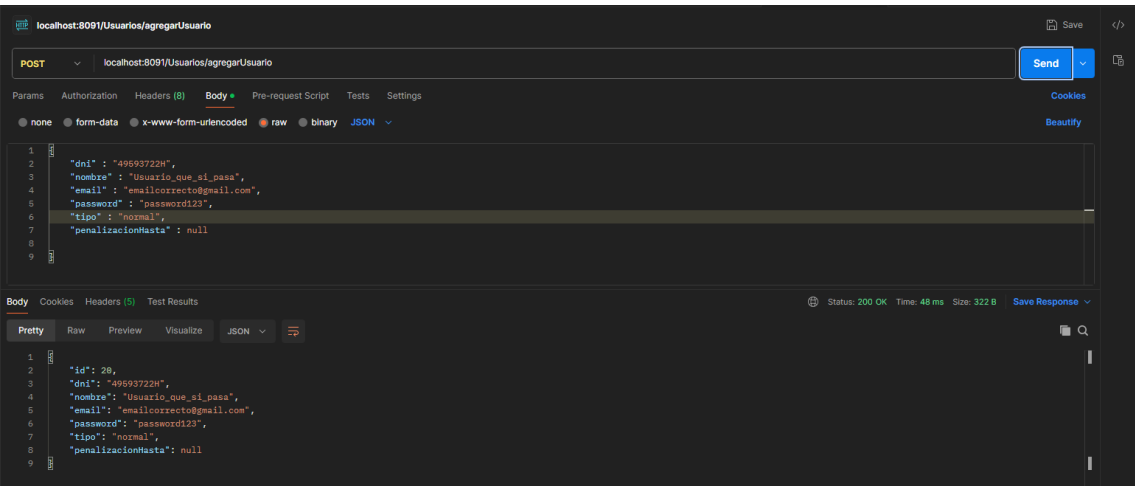 HTTP localhost:8091/Usuarios/agregarUsuario Save </>
POST localhost:8091/Usuarios/agregarUsuario Send
Params Authorization Headers (8) Body Pre-request Script Tests Settings Cookies
none form-data x-www-form-urlencoded raw binary JSON Beautify
1 {
2 "dni" : "49593722H",
3 "nombre" : "Usuario_que_si_pasa",
4 "email" : "emailcorrecto@gmail.com",
5 "password" : "password123",
6 "tipo" : "normal",
7 "penalizacionHasta" : null
8
9 }
Body Cookies Headers (5) Test Results Status: 200 OK Time: 48 ms Size: 322 B Save Response
Pretty Raw Preview Visualize JSON
1 {
2 "id": 20,
3 "dni": "49593722H",
4 "nombre": "Usuario_que_si_pasa",
5 "email": "emailcorrecto@gmail.com",
6 "password": "password123",
7 "tipo": "normal",
8 "penalizacionHasta": null
9 }